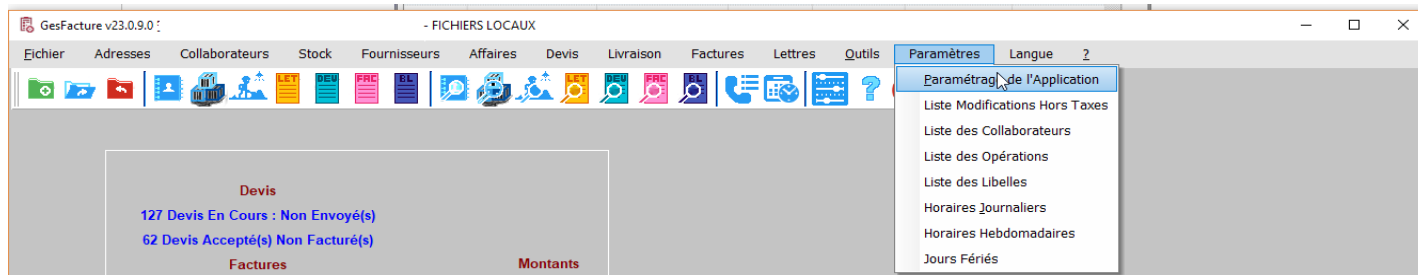 GesFacture v23.0.9.0 - FICHIERS LOCAUX
Fichier Adresses Collaborateurs Stock Fournisseurs Affaires Devis Livraison Factures Lettres Outils Paramètres Langue ?
LET DEV FAC BL LET DEV FAC BL ?
Paramétrag de l'Application
Liste Modifications Hors Taxes
Liste des Collaborateurs
Liste des Opérations
Liste des Libelles
Horaires Journaliers
Horaires Hebdomadaires
Jours Fériés
Devis
127 Devis En Cours : Non Envoyé(s)
62 Devis Accepté(s) Non Facturé(s)
Factures Montants